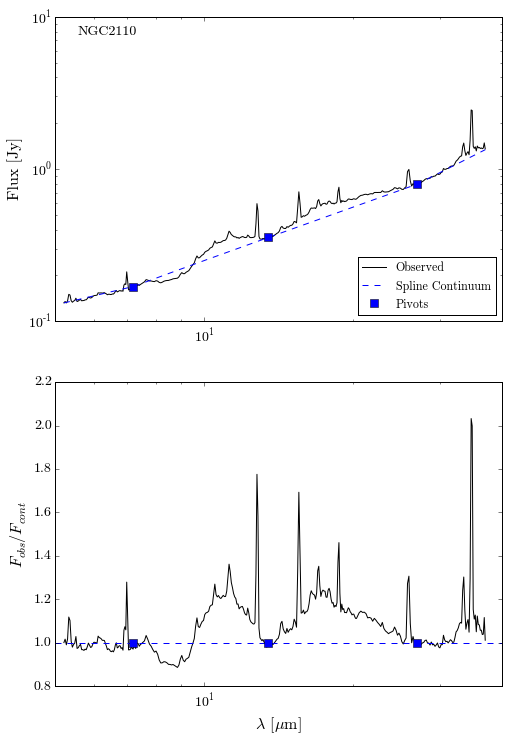 NGC2110
10^1
10^0
10^-1
Flux [Jy]
Observed
Spline Continuum
Pivots
10^1
2.2
2.0
1.8
1.6
1.4
1.2
1.0
0.8
F_obs/F_cont
10^1
λ [μm]